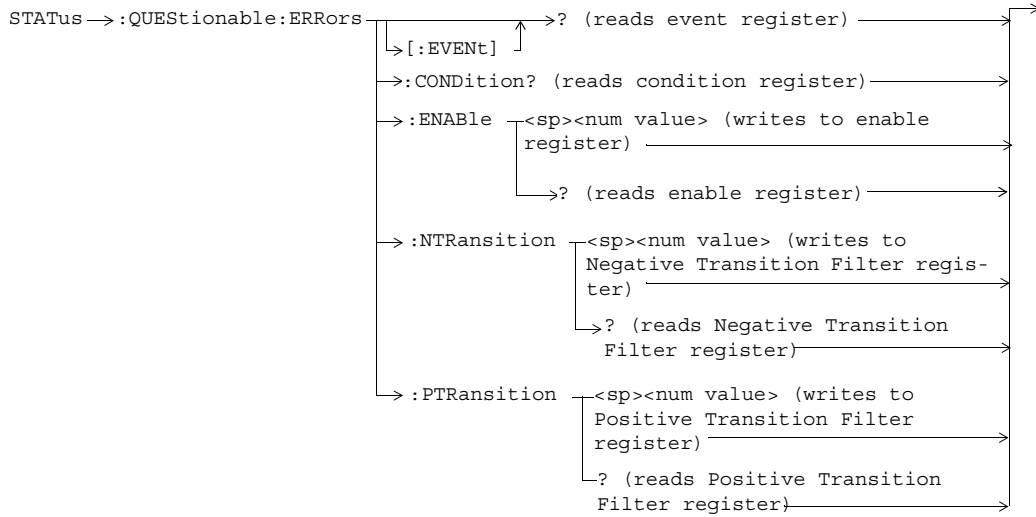 STATus :QUEStionable:ERRors ? (reads event register)
[:EVENt]
:CONDition? (reads condition register)
:ENABle <sp><num value> (writes to enable
register)
? (reads enable register)
:NTRansition <sp><num value> (writes to
Negative Transition Filter regis-
ter)
? (reads Negative Transition
Filter register)
:PTRansition <sp><num value> (writes to
Positive Transition Filter
register)
? (reads Positive Transition
Filter register)